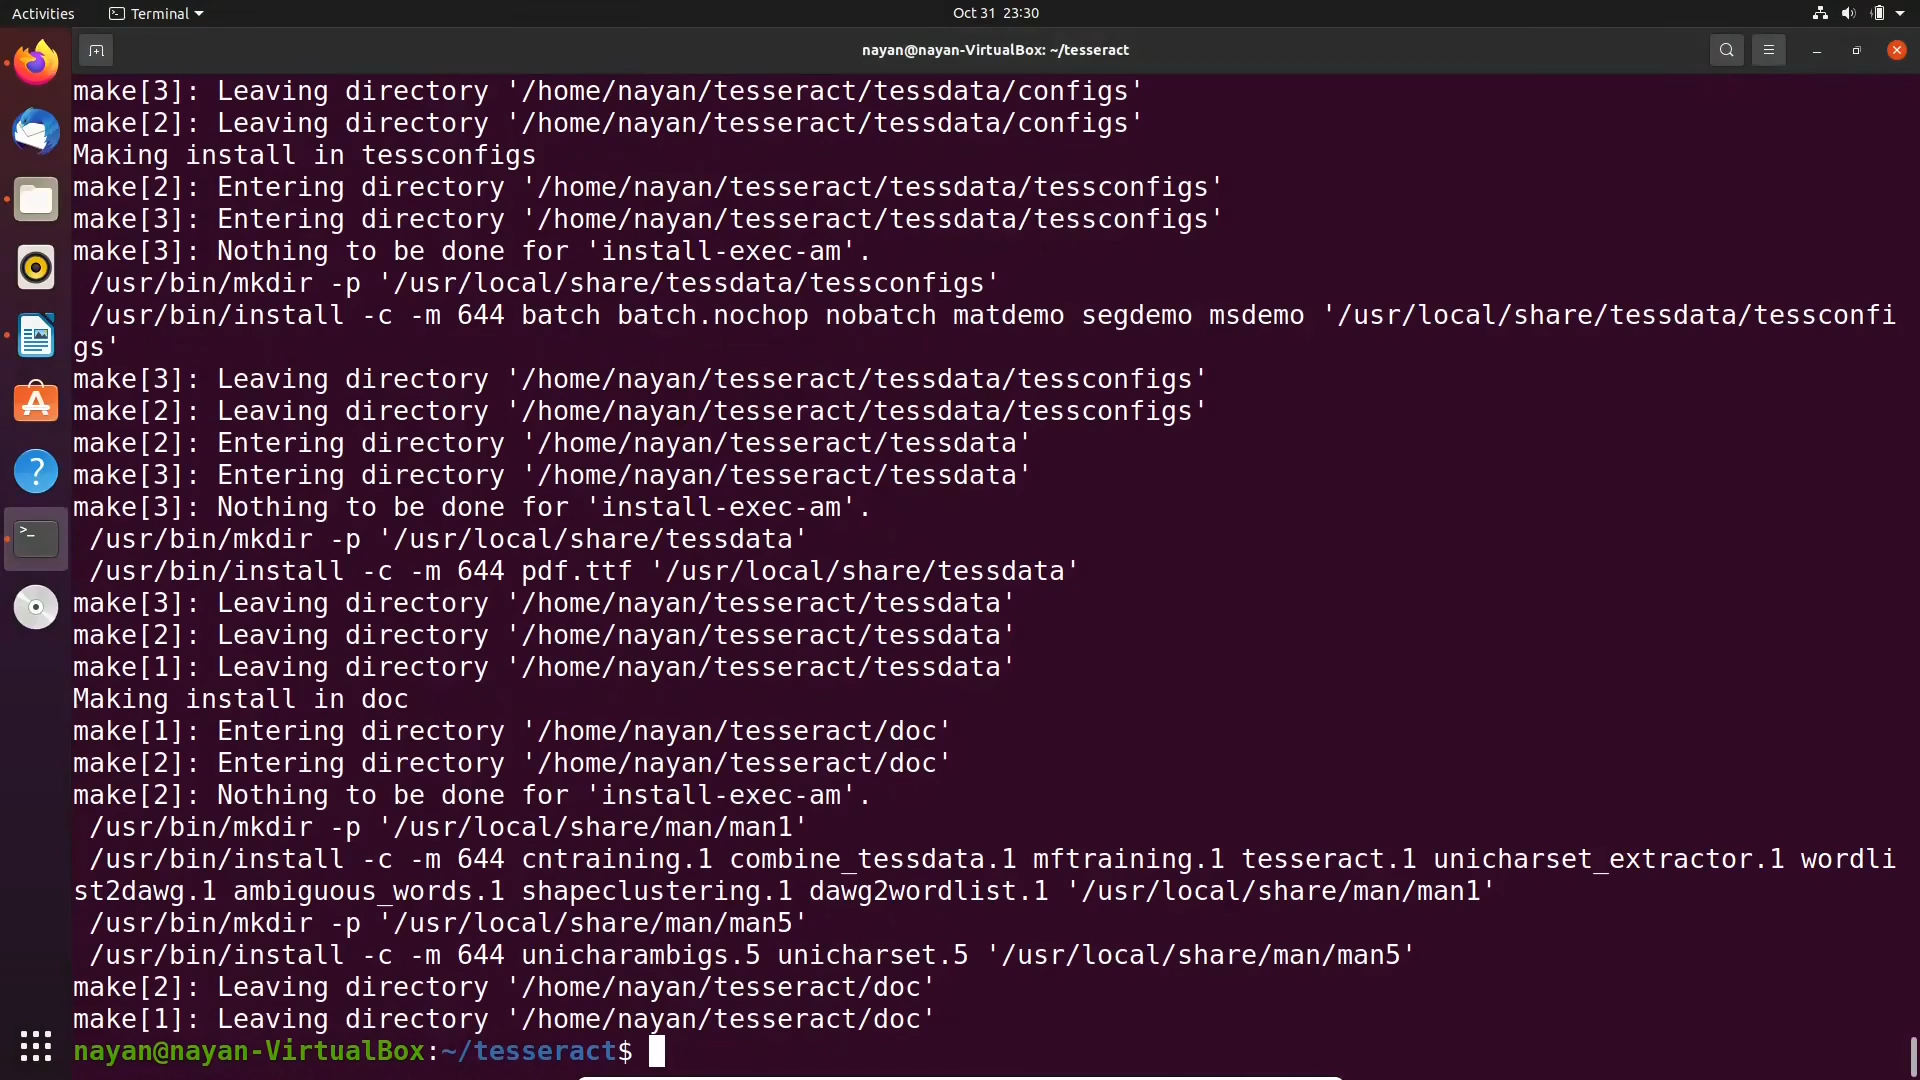 Activities
Terminal
Oct 31 23:30
nayan@nayan-VirtualBox: ~/tesseract
make[3]: Leaving directory '/home/nayan/tesseract/tessdata/configs'
make[2]: Leaving directory '/home/nayan/tesseract/tessdata/configs'
Making install in tessconfigs
make[2]: Entering directory '/home/nayan/tesseract/tessdata/tessconfigs'
make[3]: Entering directory '/home/nayan/tesseract/tessdata/tessconfigs'
make[3]: Nothing to be done for 'install-exec-am'.
 /usr/bin/mkdir -p '/usr/local/share/tessdata/tessconfigs'
 /usr/bin/install -c -m 644 batch batch.nochop nobatch matdemo segdemo msdemo '/usr/local/share/tessdata/tessconfi
gs'
make[3]: Leaving directory '/home/nayan/tesseract/tessdata/tessconfigs'
make[2]: Leaving directory '/home/nayan/tesseract/tessdata/tessconfigs'
make[2]: Entering directory '/home/nayan/tesseract/tessdata'
make[3]: Entering directory '/home/nayan/tesseract/tessdata'
make[3]: Nothing to be done for 'install-exec-am'.
 /usr/bin/mkdir -p '/usr/local/share/tessdata'
 /usr/bin/install -c -m 644 pdf.ttf '/usr/local/share/tessdata'
make[3]: Leaving directory '/home/nayan/tesseract/tessdata'
make[2]: Leaving directory '/home/nayan/tesseract/tessdata'
make[1]: Leaving directory '/home/nayan/tesseract/tessdata'
Making install in doc
make[1]: Entering directory '/home/nayan/tesseract/doc'
make[2]: Entering directory '/home/nayan/tesseract/doc'
make[2]: Nothing to be done for 'install-exec-am'.
 /usr/bin/mkdir -p '/usr/local/share/man/man1'
 /usr/bin/install -c -m 644 cntraining.1 combine_tessdata.1 mftraining.1 tesseract.1 unicharset_extractor.1 wordli
st2dawg.1 ambiguous_words.1 shapeclustering.1 dawg2wordlist.1 '/usr/local/share/man/man1'
 /usr/bin/mkdir -p '/usr/local/share/man/man5'
 /usr/bin/install -c -m 644 unicharambigs.5 unicharset.5 '/usr/local/share/man/man5'
make[2]: Leaving directory '/home/nayan/tesseract/doc'
make[1]: Leaving directory '/home/nayan/tesseract/doc'
nayan@nayan-VirtualBox:~/tesseract$